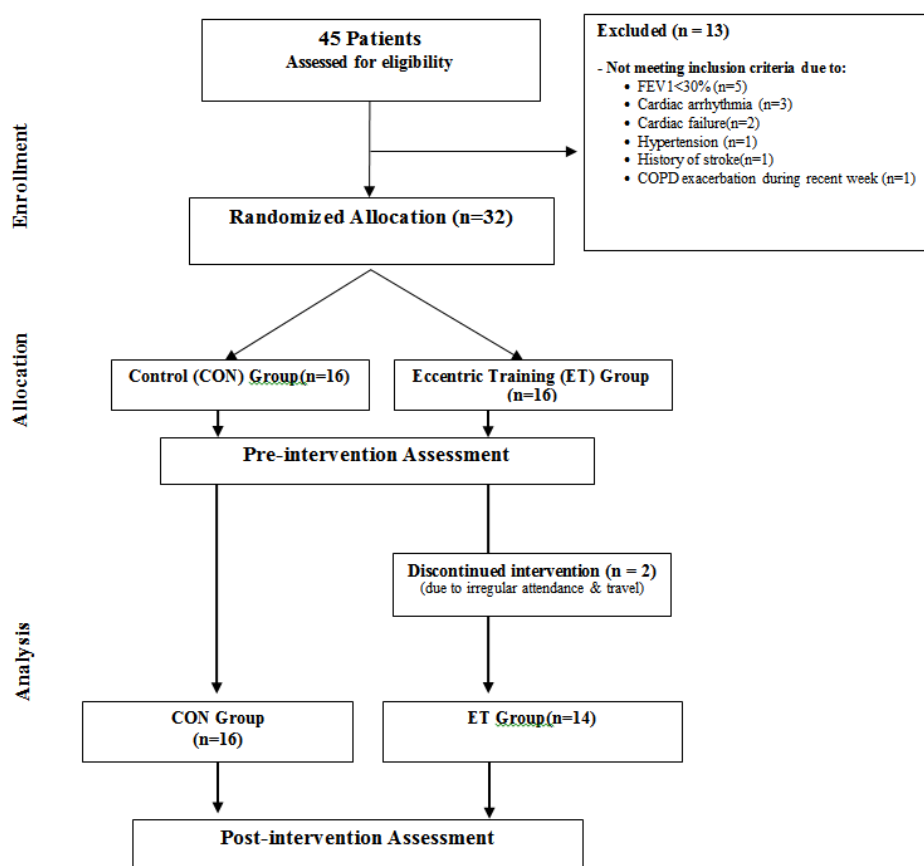 45 Patients
Assessed for eligibility
Excluded (n = 13)
- Not meeting inclusion criteria due to:
• FEV1<30% (n=5)
• Cardiac arrhythmia (n=3)
• Cardiac failure(n=2)
• Hypertension (n=1)
• History of stroke(n=1)
• COPD exacerbation during recent week (n=1)
Enrollment
Randomized Allocation (n=32)
Allocation
Control (CON) Group(n=16)
Eccentric Training (ET) Group
(n=16)
Pre-intervention Assessment
Discontinued intervention (n = 2)
(due to irregular attendance & travel)
Analysis
CON Group
(n=16)
ET Group(n=14)
Post-intervention Assessment